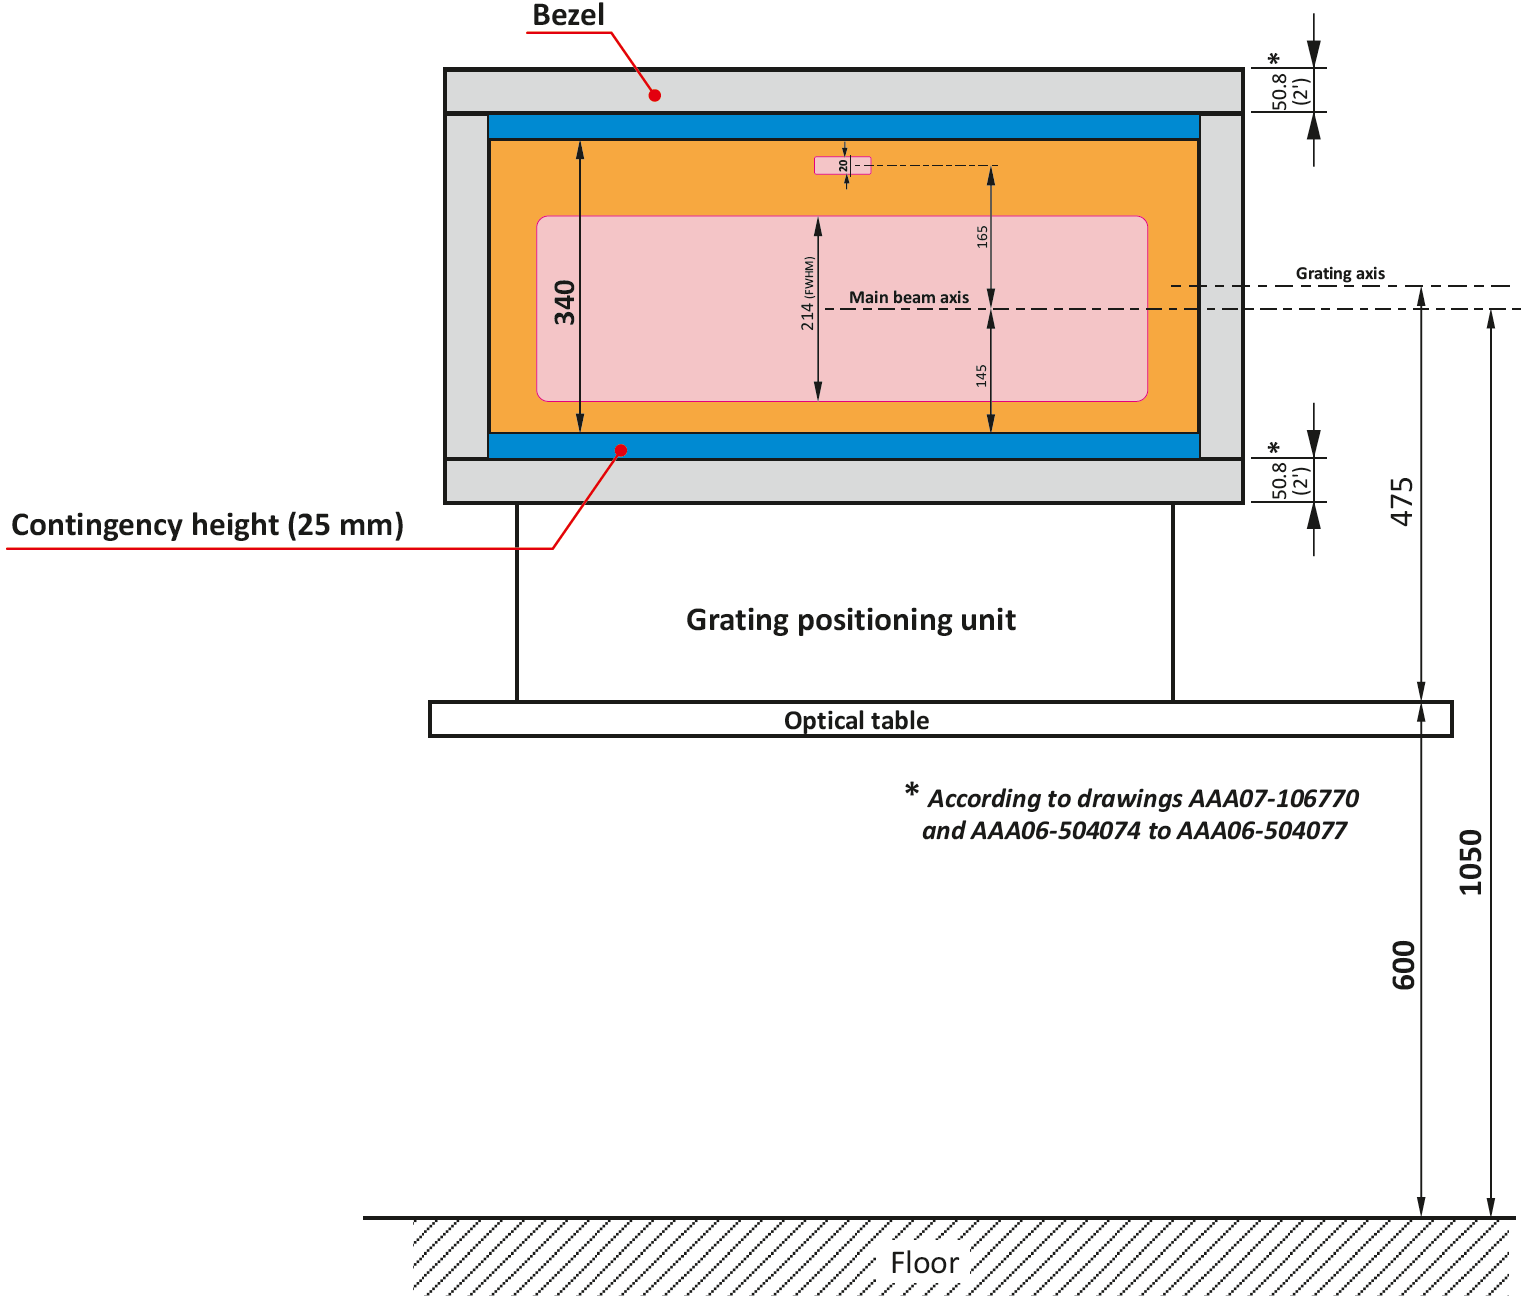 Bezel
*
50.8
(2')
20
165
340
214 (FWHM)
Main beam axis
Grating axis
145
*
50.8
(2')
475
Contingency height (25 mm)
Grating positioning unit
Optical table
* According to drawings AAA07-106770
and AAA06-504074 to AAA06-504077
1050
600
Floor